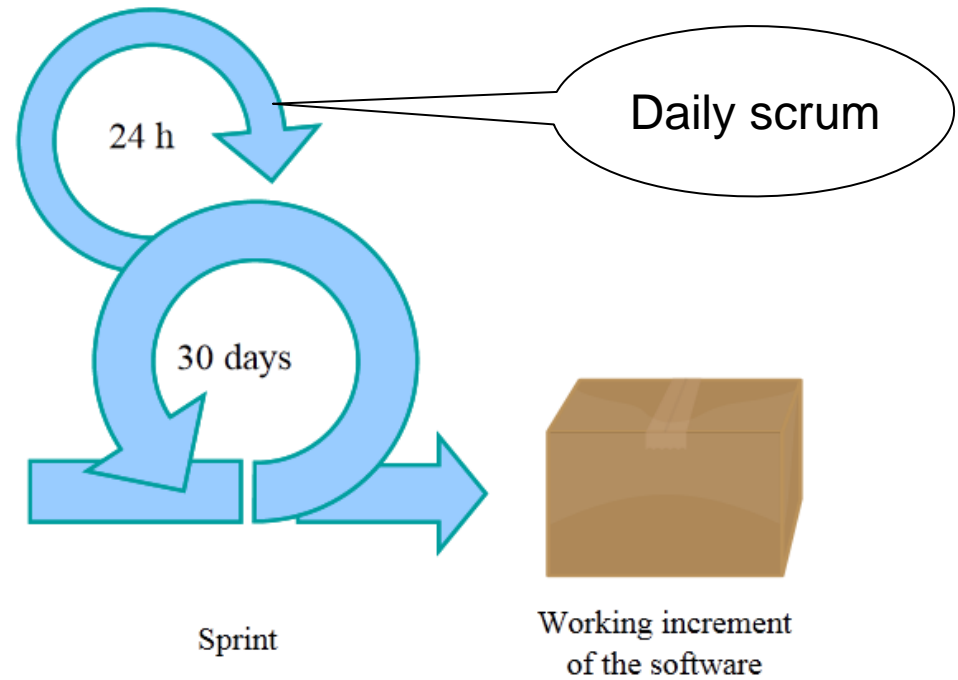 Daily scrum
24 h
30 days
Sprint
Working increment
of the software